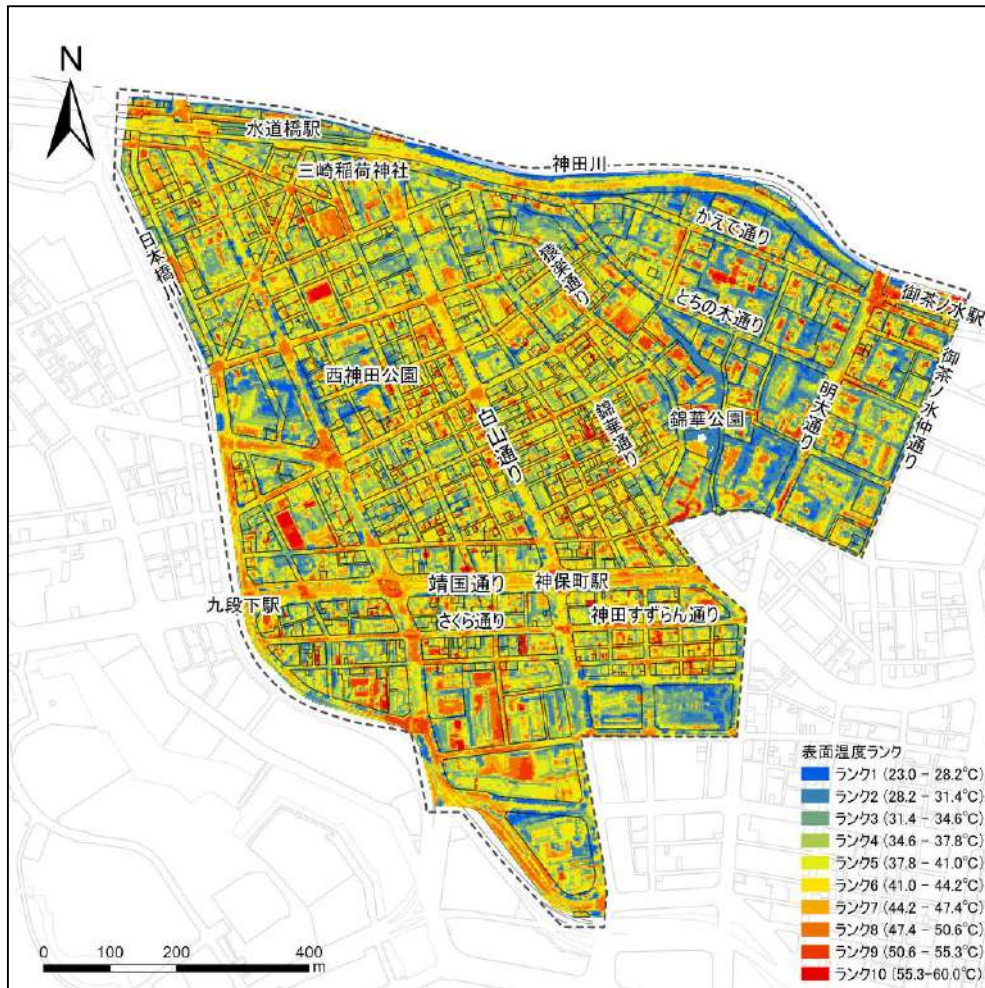 N
水道橋駅
三崎稲荷神社
神田川
かえで通り
日本橋川
猿楽通り
とちの木通り
御茶ノ水駅
御茶ノ水仲通り
西神田公園
白山通り
錦華通り
錦華公園
明大通り
靖国通り
神保町駅
九段下駅
さくら通り
神田すずらん通り
表面温度ランク
ランク1 (23.0 - 28.2℃)
ランク2 (28.2 - 31.4℃)
ランク3 (31.4 - 34.6℃)
ランク4 (34.6 - 37.8℃)
ランク5 (37.8 - 41.0℃)
ランク6 (41.0 - 44.2℃)
ランク7 (44.2 - 47.4℃)
ランク8 (47.4 - 50.6℃)
ランク9 (50.6 - 55.3℃)
ランク10 (55.3-60.0℃)
0 100 200 400
m